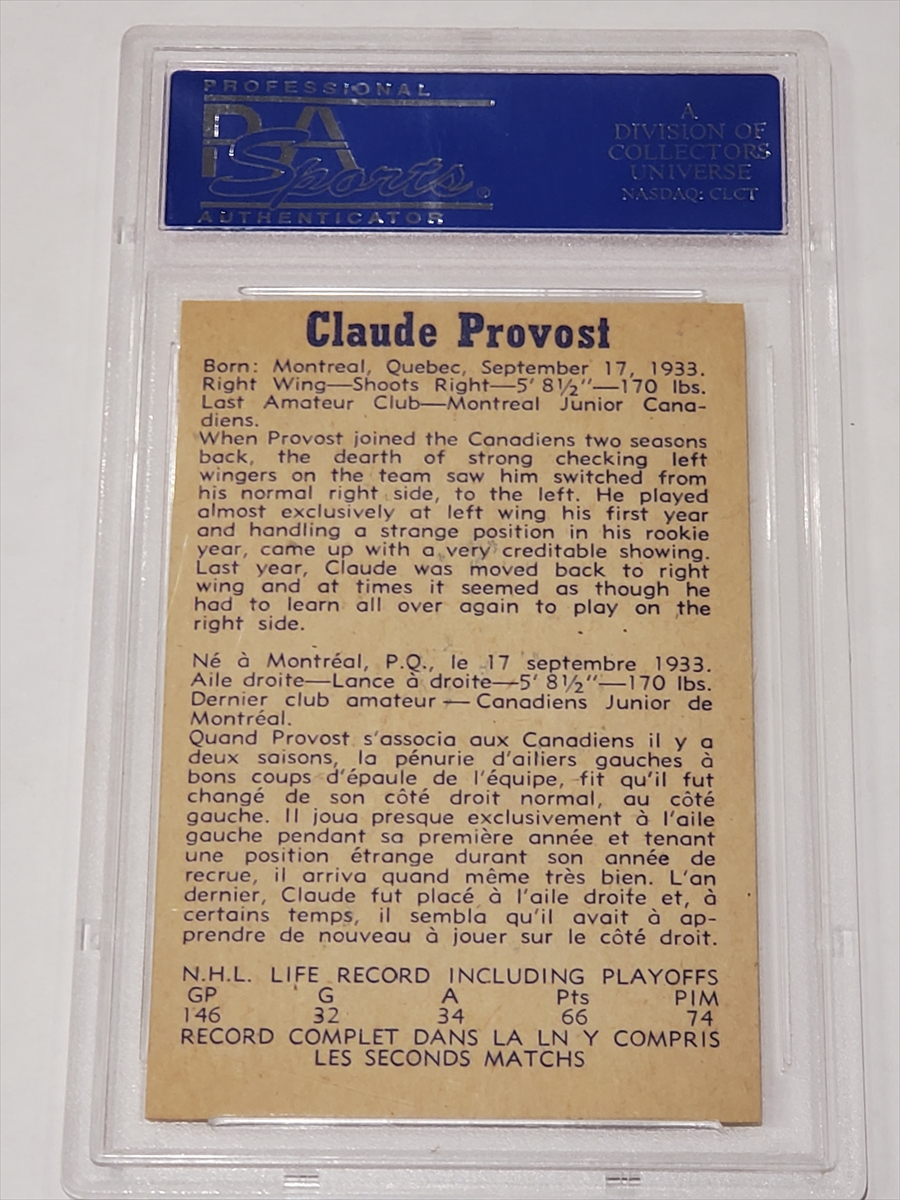 PROFESSIONAL
PSA
Sports®
AUTHENTICATOR
A
DIVISION OF
COLLECTORS
UNIVERSE
NASDAQ: CLCT
Claude Provost
Born: Montreal, Quebec, September 17, 1933.
Right Wing—Shoots Right—5' 8½"—170 lbs.
Last Amateur Club—Montreal Junior Cana-
diens.
When Provost joined the Canadiens two seasons
back, the dearth of strong checking left
wingers on the team saw him switched from
his normal right side, to the left. He played
almost exclusively at left wing his first year
and handling a strange position in his rookie
year, came up with a very creditable showing.
Last year, Claude was moved back to right
wing and at times it seemed as though he
had to learn all over again to play on the
right side.
Né à Montréal, P.Q., le 17 septembre 1933.
Aile droite—Lance à droite—5' 8½"—170 lbs.
Dernier club amateur — Canadiens Junior de
Montréal.
Quand Provost s'associa aux Canadiens il y a
deux saisons, la pénurie d'ailiers gauches à
bons coups d'épaule de l'équipe, fit qu'il fut
changé de son côté droit normal, au côté
gauche. Il joua presque exclusivement à l'aile
gauche pendant sa première année et tenant
une position étrange durant son année de
recrue, il arriva quand même très bien. L'an
dernier, Claude fut placé à l'aile droite et, à
certains temps, il sembla qu'il avait à ap-
prendre de nouveau à jouer sur le côté droit.
N.H.L. LIFE RECORD INCLUDING PLAYOFFS
GP G A Pts PIM
146 32 34 66 74
RECORD COMPLET DANS LA LN Y COMPRIS
LES SECONDS MATCHS